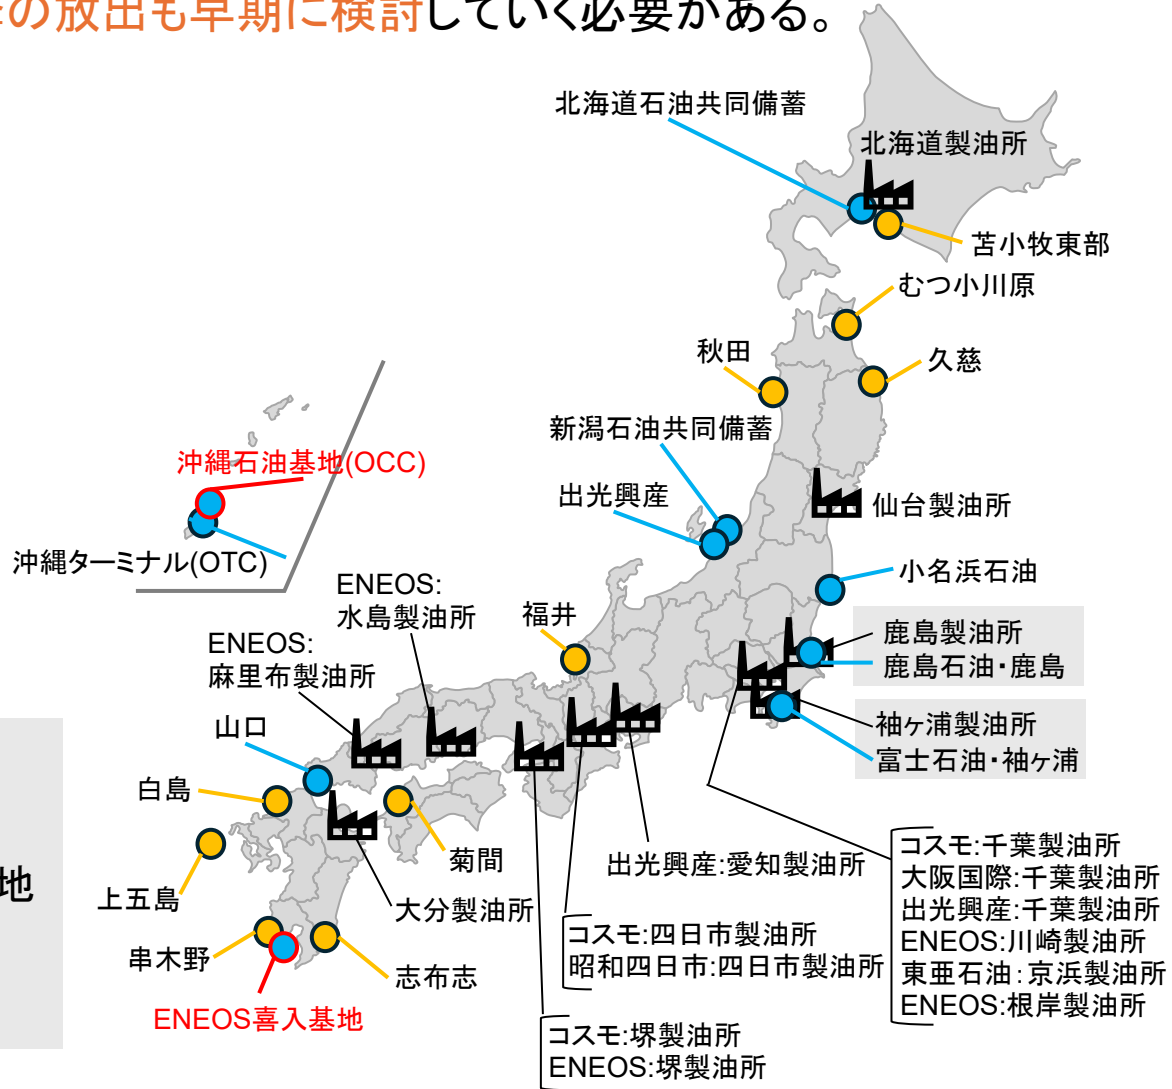 の放出も早期に検討していく必要がある。
北海道石油共同備蓄
北海道製油所
苫小牧東部
むつ小川原
秋田
久慈
新潟石油共同備蓄
沖縄石油基地(OCC)
出光興産
仙台製油所
沖縄ターミナル(OTC)
小名浜石油
ENEOS:
水島製油所
福井
鹿島製油所
鹿島石油・鹿島
ENEOS:
麻里布製油所
袖ヶ浦製油所
富士石油・袖ヶ浦
山口
白島
菊間
出光興産:愛知製油所
コスモ:千葉製油所
大阪国際:千葉製油所
出光興産:千葉製油所
ENEOS:川崎製油所
東亜石油:京浜製油所
ENEOS:根岸製油所
地
上五島
大分製油所
コスモ:四日市製油所
昭和四日市:四日市製油所
串木野
志布志
ENEOS喜入基地
コスモ:堺製油所
ENEOS:堺製油所